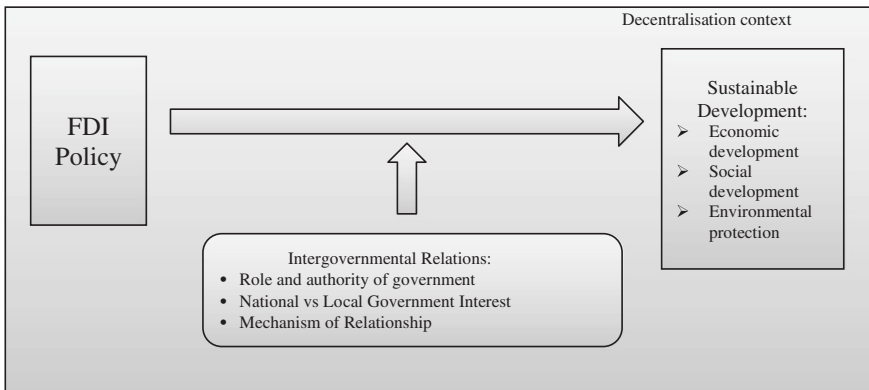 Decentralisation context
FDI
Policy
Sustainable
Development:
➢ Economic
development
➢ Social
development
➢ Environmental
protection
Intergovernmental Relations:
• Role and authority of government
• National vs Local Government Interest
• Mechanism of Relationship